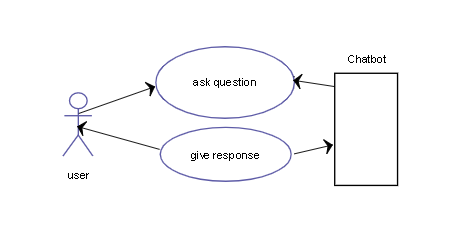 Chatbot
ask question
give response
user